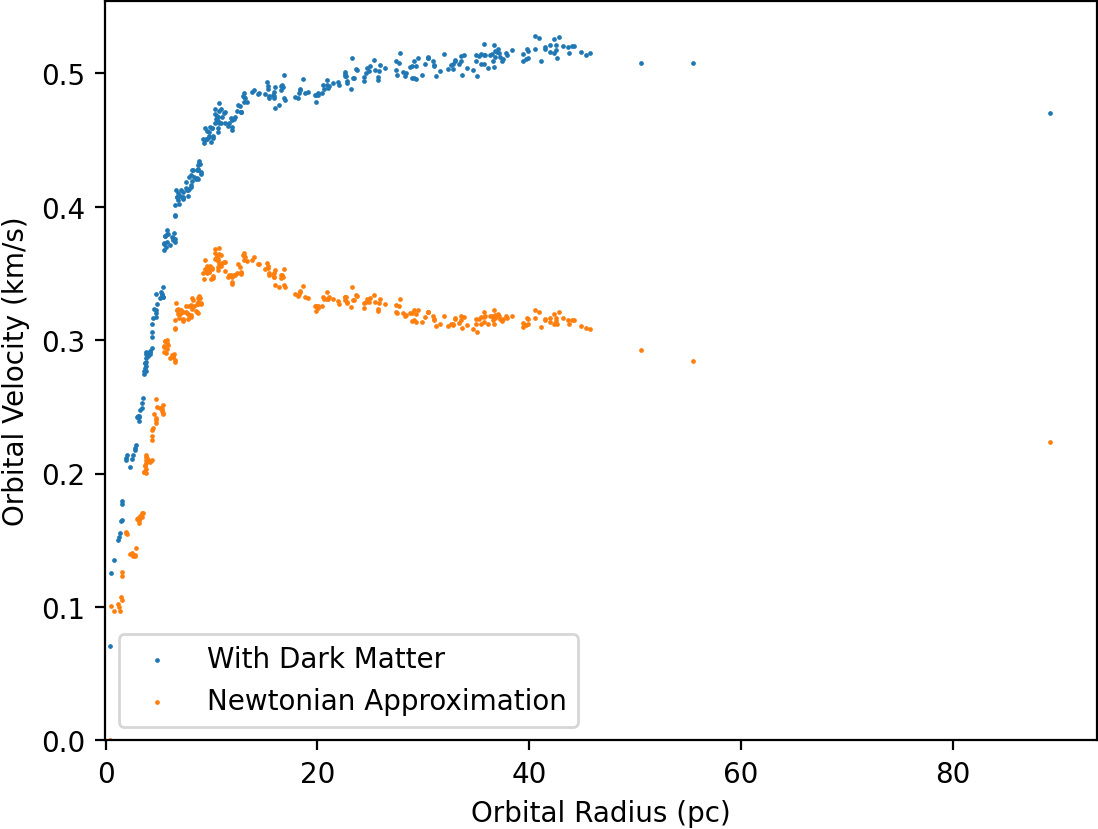 Orbital Velocity (km/s)
0.5
0.4
0.3
0.2
0.1
0.0
With Dark Matter
Newtonian Approximation
0 20 40 60 80
Orbital Radius (pc)